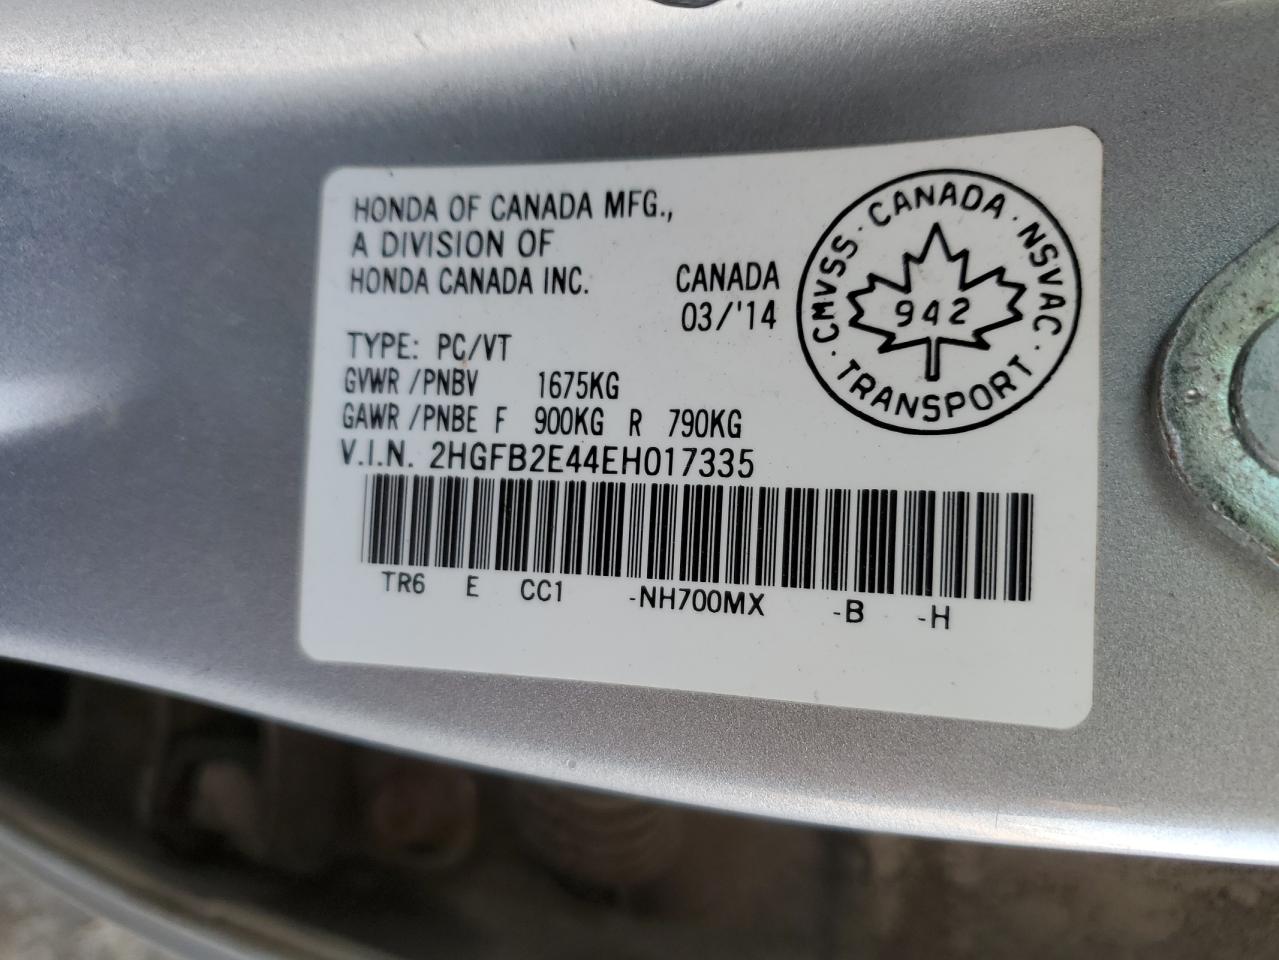 HONDA OF CANADA MFG.,
A DIVISION OF
HONDA CANADA INC.
CANADA
03/'14
TYPE: PC/VT
GVWR /PNBV 1675KG
GAWR /PNBE F 900KG R 790KG
V.I.N. 2HGFB2E44EH017335
TR6 E CC1 -NH700MX -B -H
CMVSS · CANADA · NSVAC ·
942
· TRANSPORT ·